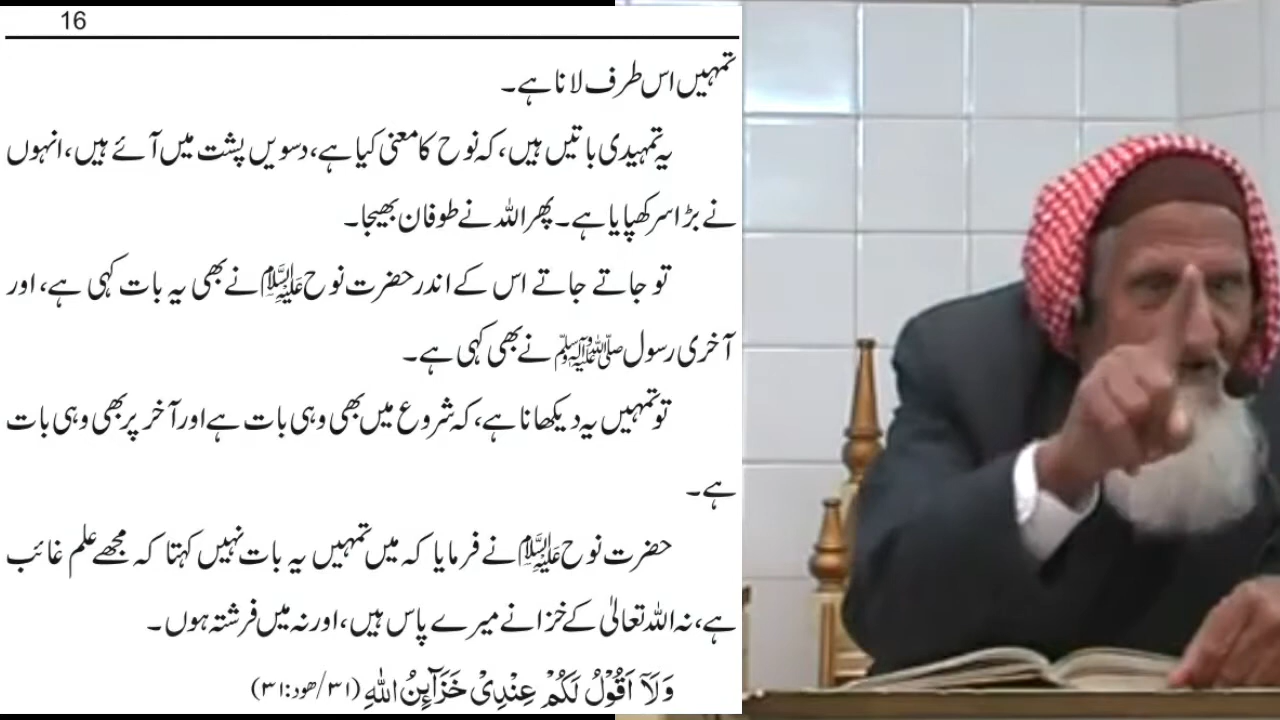 16
تمہیں اس طرف لانا ہے۔
یہ تمہیدی باتیں ہیں، کہ نوح کا معنی کیا ہے، دسویں پشت میں آئے ہیں، انہوں
نے بڑا سر کھپایا ہے۔ پھر اللہ نے طوفان بھیجا۔
تو جاتے جاتے اس کے اندر حضرت نوح علیہ السلام نے بھی یہ بات کہی ہے، اور
آخری رسول صلی اللہ علیہ وآلہ وسلم نے بھی کہی ہے۔
تو تمہیں یہ دیکھانا ہے، کہ شروع میں بھی وہی بات ہے اور آخر پر بھی وہی بات
ہے۔
حضرت نوح علیہ السلام نے فرمایا کہ میں تمہیں یہ بات نہیں کہتا کہ مجھے علم غائب
ہے، نہ اللہ تعالیٰ کے خزانے میرے پاس ہیں، اور نہ میں فرشتہ ہوں۔
وَلَآ اَقُوْلُ لَكُمْ عِنْدِیْ خَزَآىِٕنُ اللّٰهِ (۳۱/ھود:۳۱)